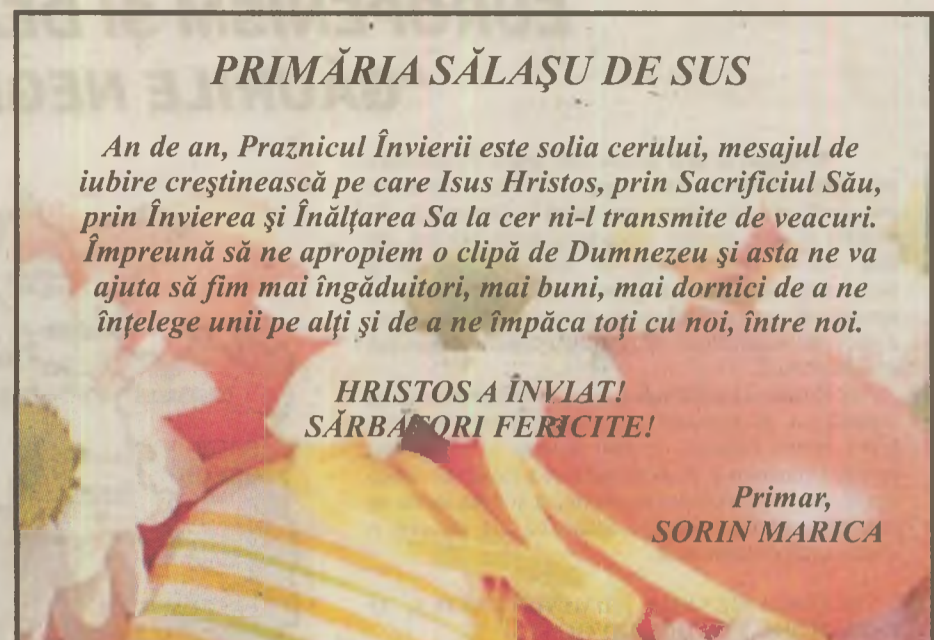 PRIMĂRIA SĂLAŞU DE SUS
An de an, Praznicul Învierii este solia cerului, mesajul de
iubire creştinească pe care Isus Hristos, prin Sacrificiul Său,
prin Învierea şi Înălţarea Sa la cer ni-l transmite de veacuri.
Împreună să ne apropiem o clipă de Dumnezeu şi asta ne va
ajuta să fim mai îngăduitori, mai buni, mai dornici de a ne
înţelege unii pe alţi şi de a ne împăca toţi cu noi, între noi.
HRISTOS A ÎNVIAT!
SĂRBĂTORI FERICITE!
Primar,
SORIN MARICA